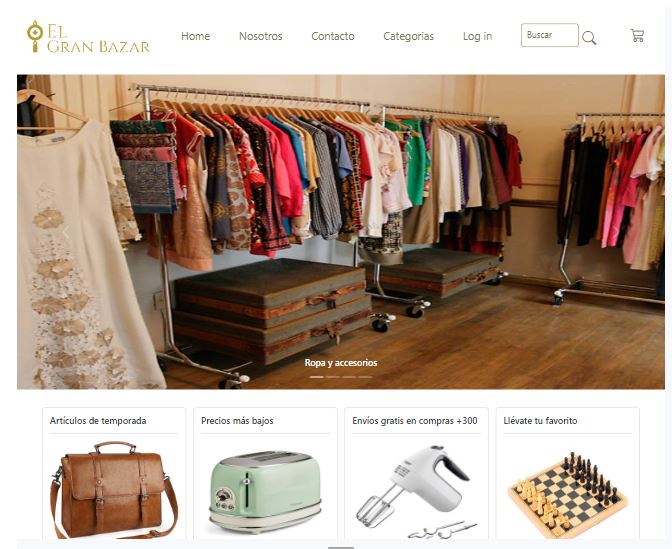 EL
GRAN BAZAR
Home Nosotros Contacto Categorias Log in Buscar
Ropa y accesorios
Artículos de temporada Precios más bajos Envíos gratis en compras +300 Llévate tu favorito